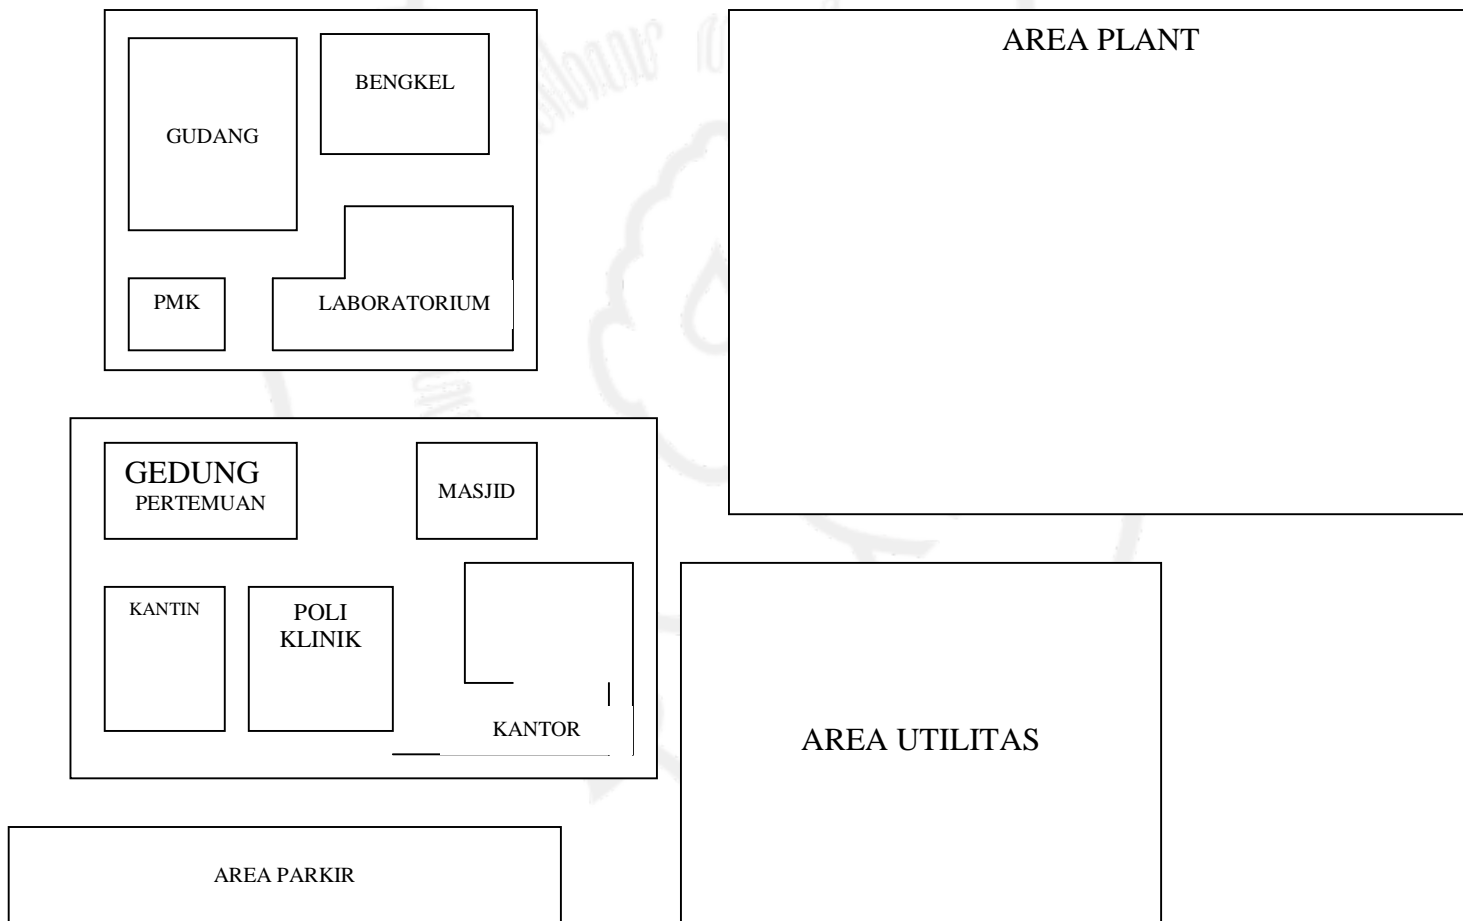 AREA PLANT
BENGKEL
GUDANG
PMK
LABORATORIUM
GEDUNG
PERTEMUAN
MASJID
KANTIN
POLI
KLINIK
KANTOR
AREA UTILITAS
AREA PARKIR